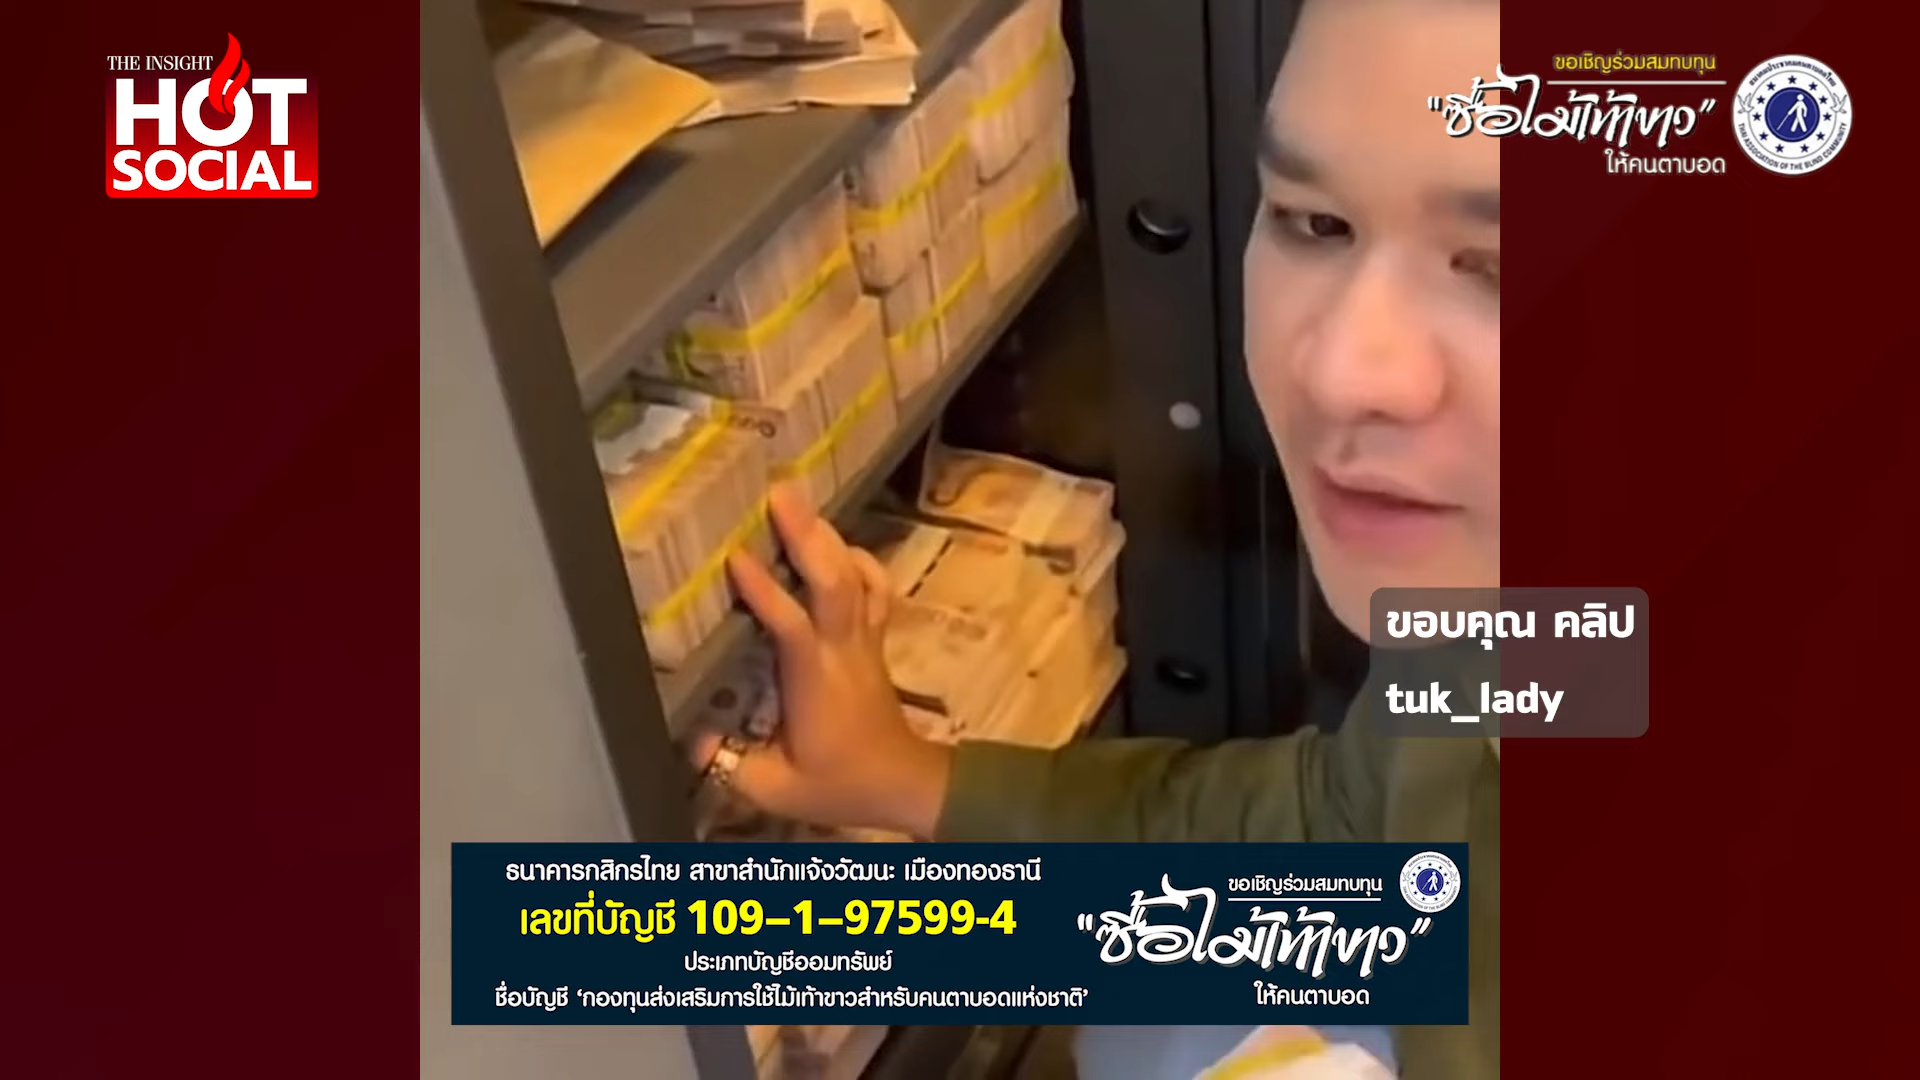 THE INSIGHT
HOT
SOCIAL
ขอเชิญร่วมสมทบทุน
"ซื้อไม้เท้าขาว"
ให้คนตาบอด
THAI ASSOCIATION OF THE BLIND COMMUNITY
ขอบคุณ คลิป
tuk_lady
ธนาคารกสิกรไทย สาขาสำนักแจ้งวัฒนะ เมืองทองธานี
เลขที่บัญชี 109–1–97599-4
ประเภทบัญชีออมทรัพย์
ชื่อบัญชี ‘กองทุนส่งเสริมการใช้ไม้เท้าขาวสำหรับคนตาบอดแห่งชาติ’
ขอเชิญร่วมสมทบทุน
"ซื้อไม้เท้าขาว"
ให้คนตาบอด